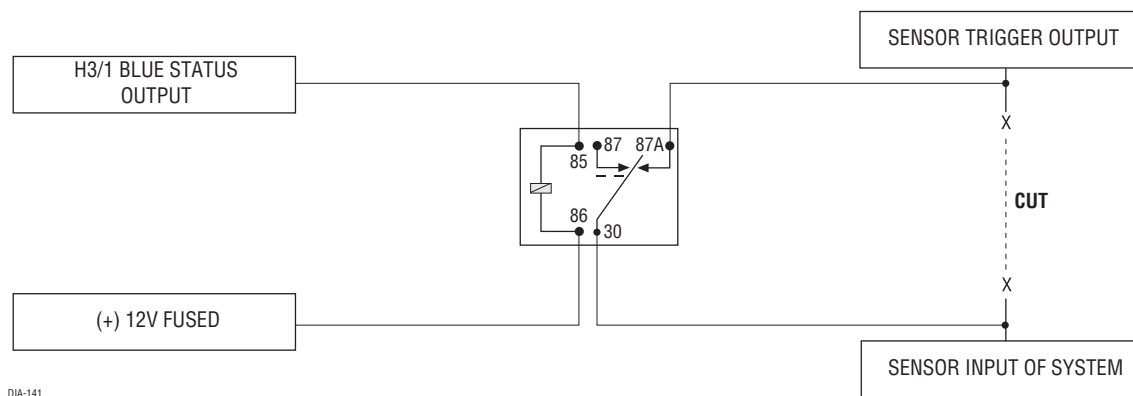 SENSOR TRIGGER OUTPUT
H3/1 BLUE STATUS
OUTPUT
87
87A
85
X
CUT
86
30
X
(+) 12V FUSED
SENSOR INPUT OF SYSTEM
DIA-141